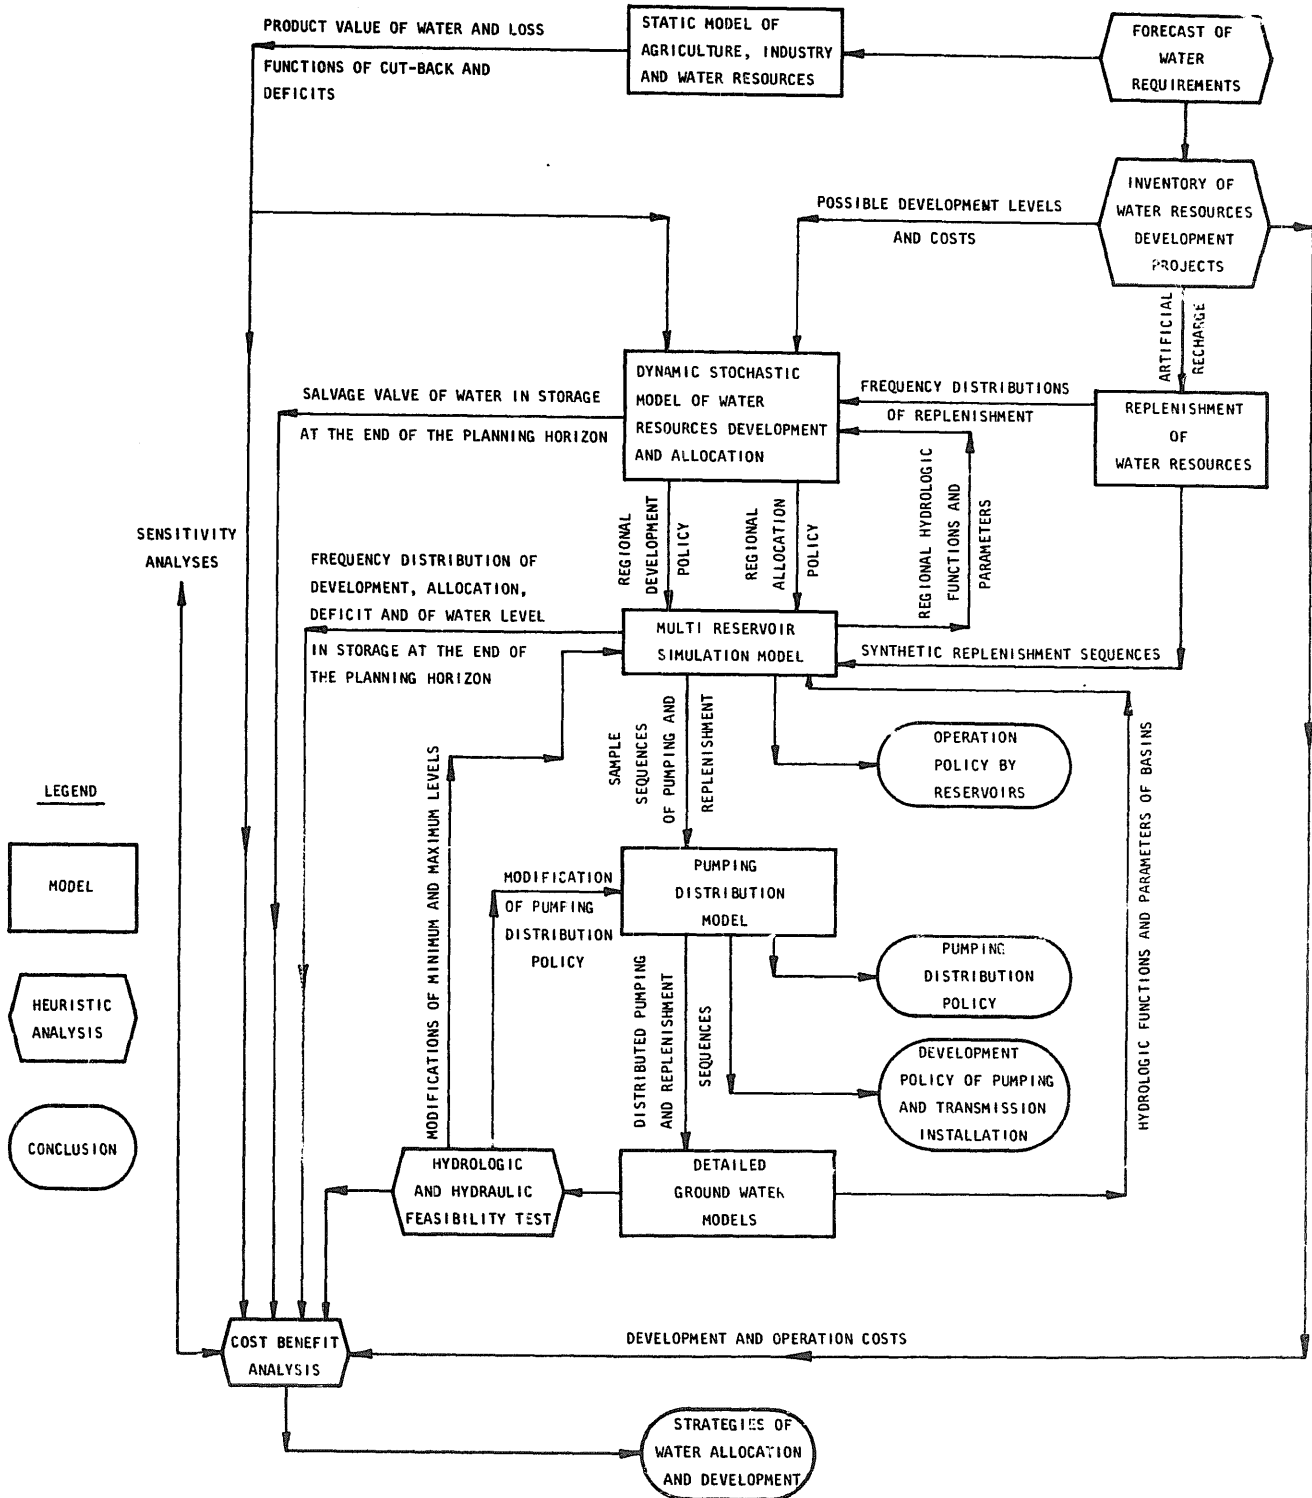 PRODUCT VALUE OF WATER AND LOSS
FUNCTIONS OF CUT-BACK AND
DEFICITS
STATIC MODEL OF
AGRICULTURE, INDUSTRY
AND WATER RESOURCES
FORECAST OF
WATER
REQUIREMENTS
INVENTORY OF
WATER RESOURCES
DEVELOPMENT
PROJECTS
POSSIBLE DEVELOPMENT LEVELS
AND COSTS
ARTIFICIAL
RECHARGE
DYNAMIC STOCHASTIC
MODEL OF WATER
RESOURCES DEVELOPMENT
AND ALLOCATION
SALVAGE VALVE OF WATER IN STORAGE
AT THE END OF THE PLANNING HORIZON
FREQUENCY DISTRIBUTIONS
OF REPLENISHMENT
REPLENISHMENT
OF
WATER RESOURCES
REGIONAL
DEVELOPMENT
POLICY
REGIONAL
ALLOCATION
POLICY
REGIONAL HYDROLOGIC
FUNCTIONS AND
PARAMETERS
SENSITIVITY
ANALYSES
FREQUENCY DISTRIBUTION OF
DEVELOPMENT, ALLOCATION,
DEFICIT AND OF WATER LEVEL
IN STORAGE AT THE END OF
THE PLANNING HORIZON
MULTI RESERVOIR
SIMULATION MODEL
SYNTHETIC REPLENISHMENT SEQUENCES
SAMPLE
SEQUENCES
OF PUMPING AND
REPLENISHMENT
OPERATION
POLICY BY
RESERVOIRS
HYDROLOGIC FUNCTIONS AND PARAMETERS OF BASINS
LEGEND
MODEL
HEURISTIC
ANALYSIS
CONCLUSION
MODIFICATIONS OF MINIMUM AND MAXIMUM LEVELS
MODIFICATION
OF PUMFING
DISTRIBUTION
POLICY
PUMPING
DISTRIBUTION
MODEL
PUMPING
DISTRIBUTION
POLICY
DISTRIBUTED PUMPING
AND REPLENISHMENT
SEQUENCES
DEVELOPMENT
POLICY OF PUMPING
AND TRANSMISSION
INSTALLATION
HYDROLOGIC
AND HYDRAULIC
FEASIBILITY TEST
DETAILED
GROUND WATER
MODELS
COST BENEFIT
ANALYSIS
DEVELOPMENT AND OPERATION COSTS
STRATEGIES OF
WATER ALLOCATION
AND DEVELOPMENT